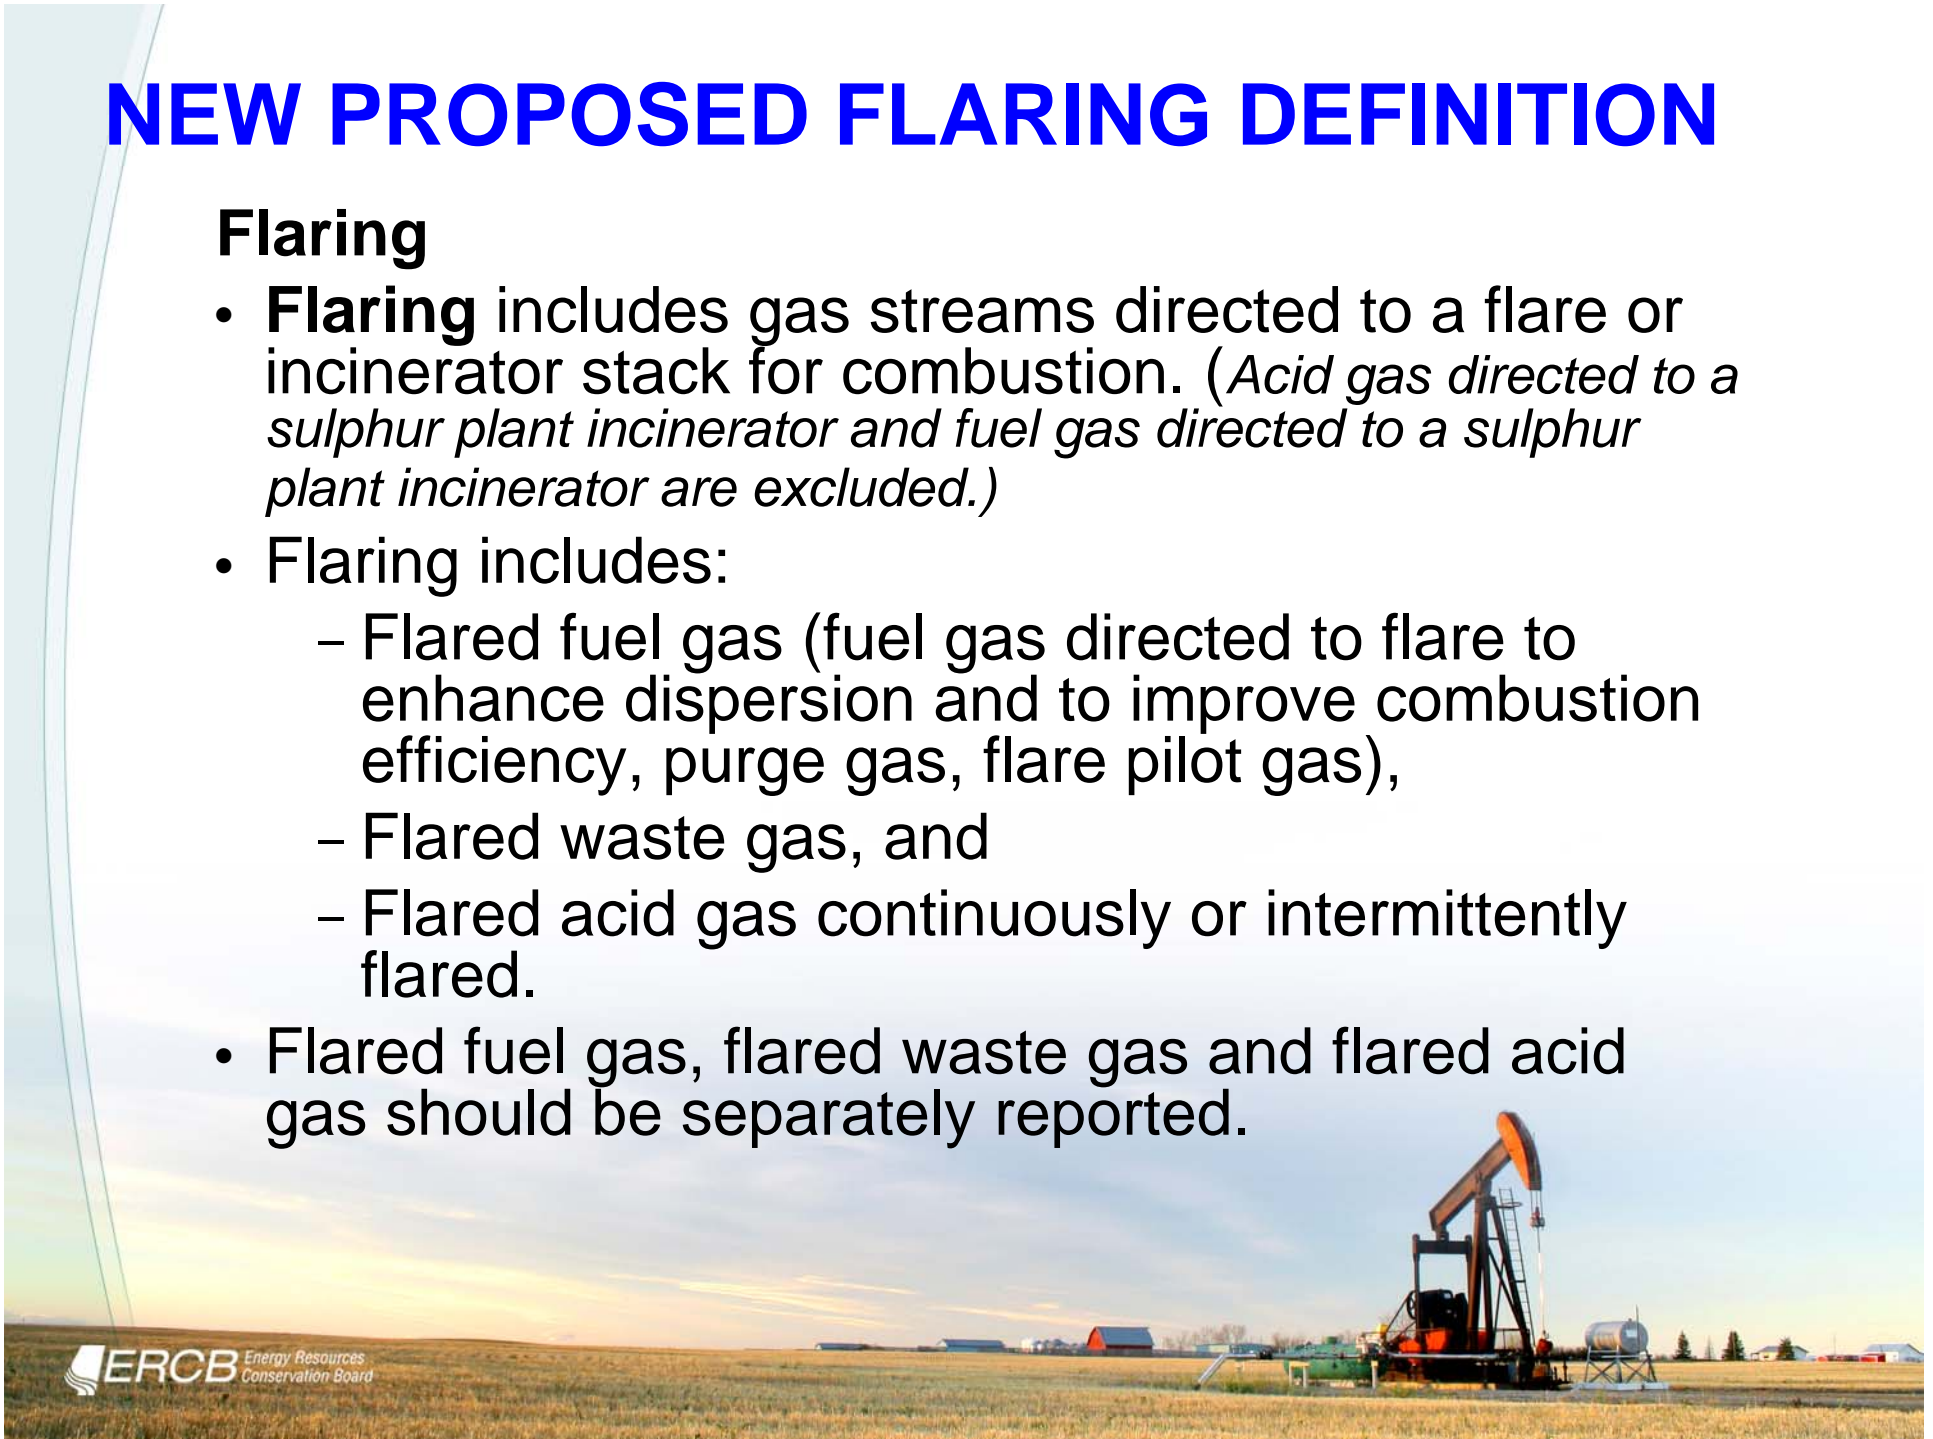 NEW PROPOSED FLARING DEFINITION
Flaring
• Flaring includes gas streams directed to a flare or
incinerator stack for combustion. (Acid gas directed to a
sulphur plant incinerator and fuel gas directed to a sulphur
plant incinerator are excluded.)
• Flaring includes:
– Flared fuel gas (fuel gas directed to flare to
enhance dispersion and to improve combustion
efficiency, purge gas, flare pilot gas),
– Flared waste gas, and
– Flared acid gas continuously or intermittently
flared.
• Flared fuel gas, flared waste gas and flared acid
gas should be separately reported.
ERCB Energy Resources
Conservation Board